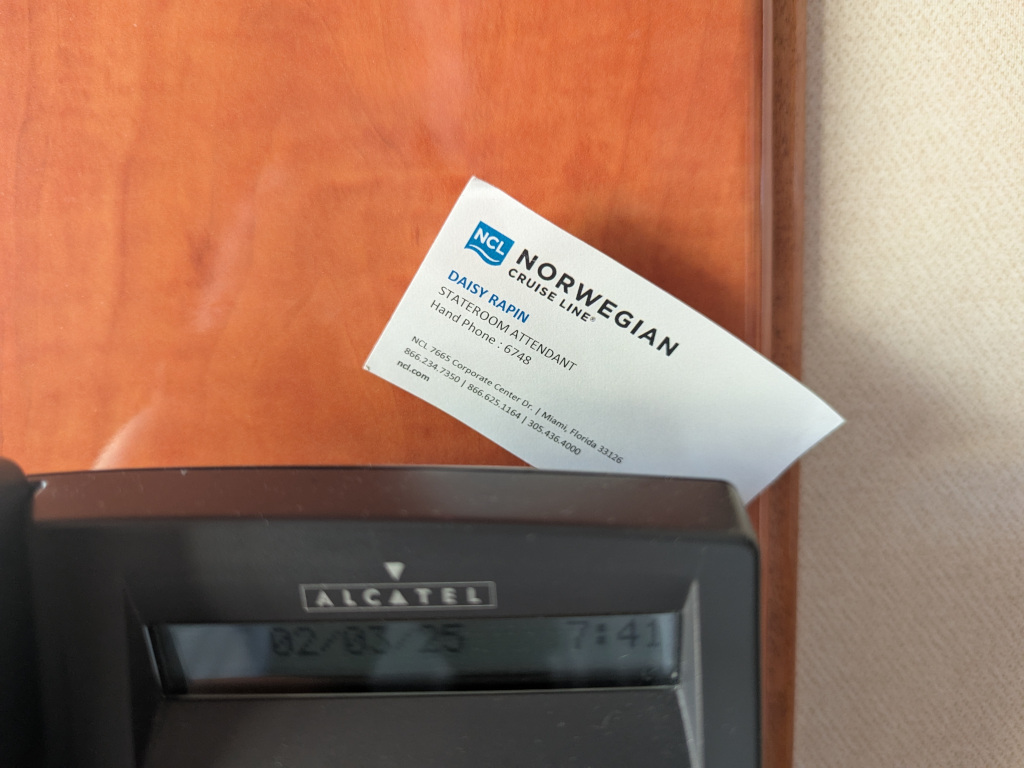 NCL
NORWEGIAN
CRUISE LINE®
DAISY RAPIN
STATEROOM ATTENDANT
Hand Phone : 6748
NCL 7665 Corporate Center Dr. | Miami, Florida 33126
866.234.7350 | 866.625.1164 | 305.436.4000
ncl.com
ALCATEL
02/03/25 7:41